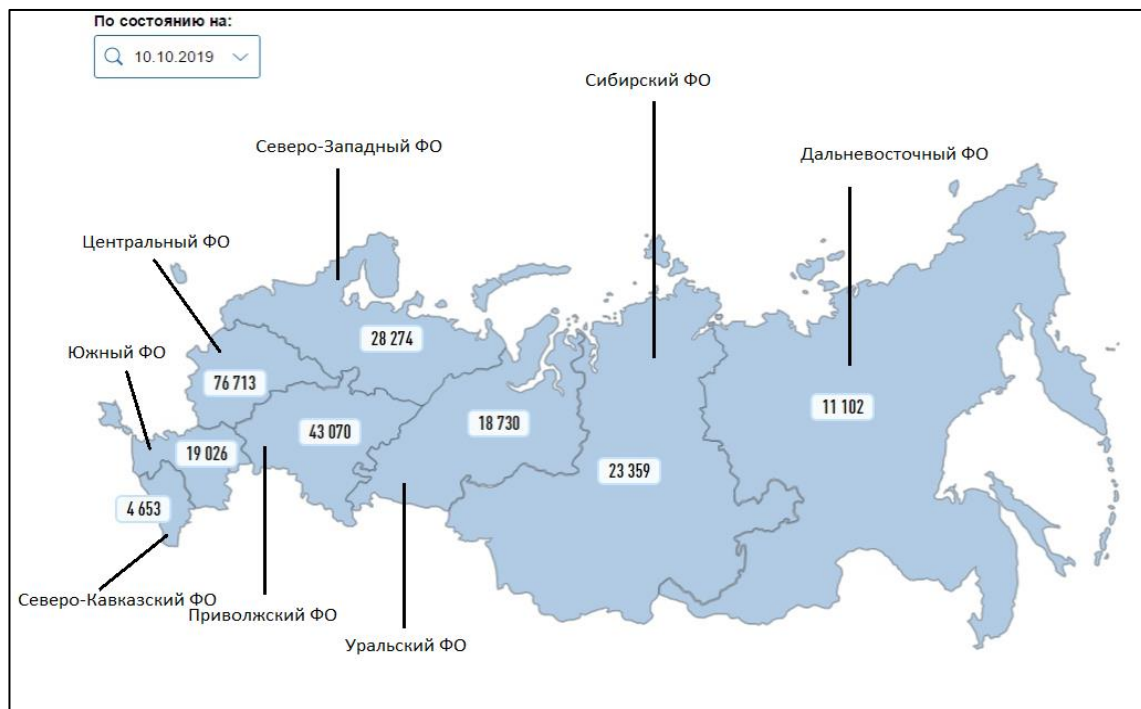 По состоянию на:
10.10.2019
Сибирский ФО
Северо-Западный ФО
Дальневосточный ФО
Центральный ФО
28 274
Южный ФО
76 713
11 102
18 730
43 070
19 026
23 359
4 653
Северо-Кавказский ФО
Приволжский ФО
Уральский ФО